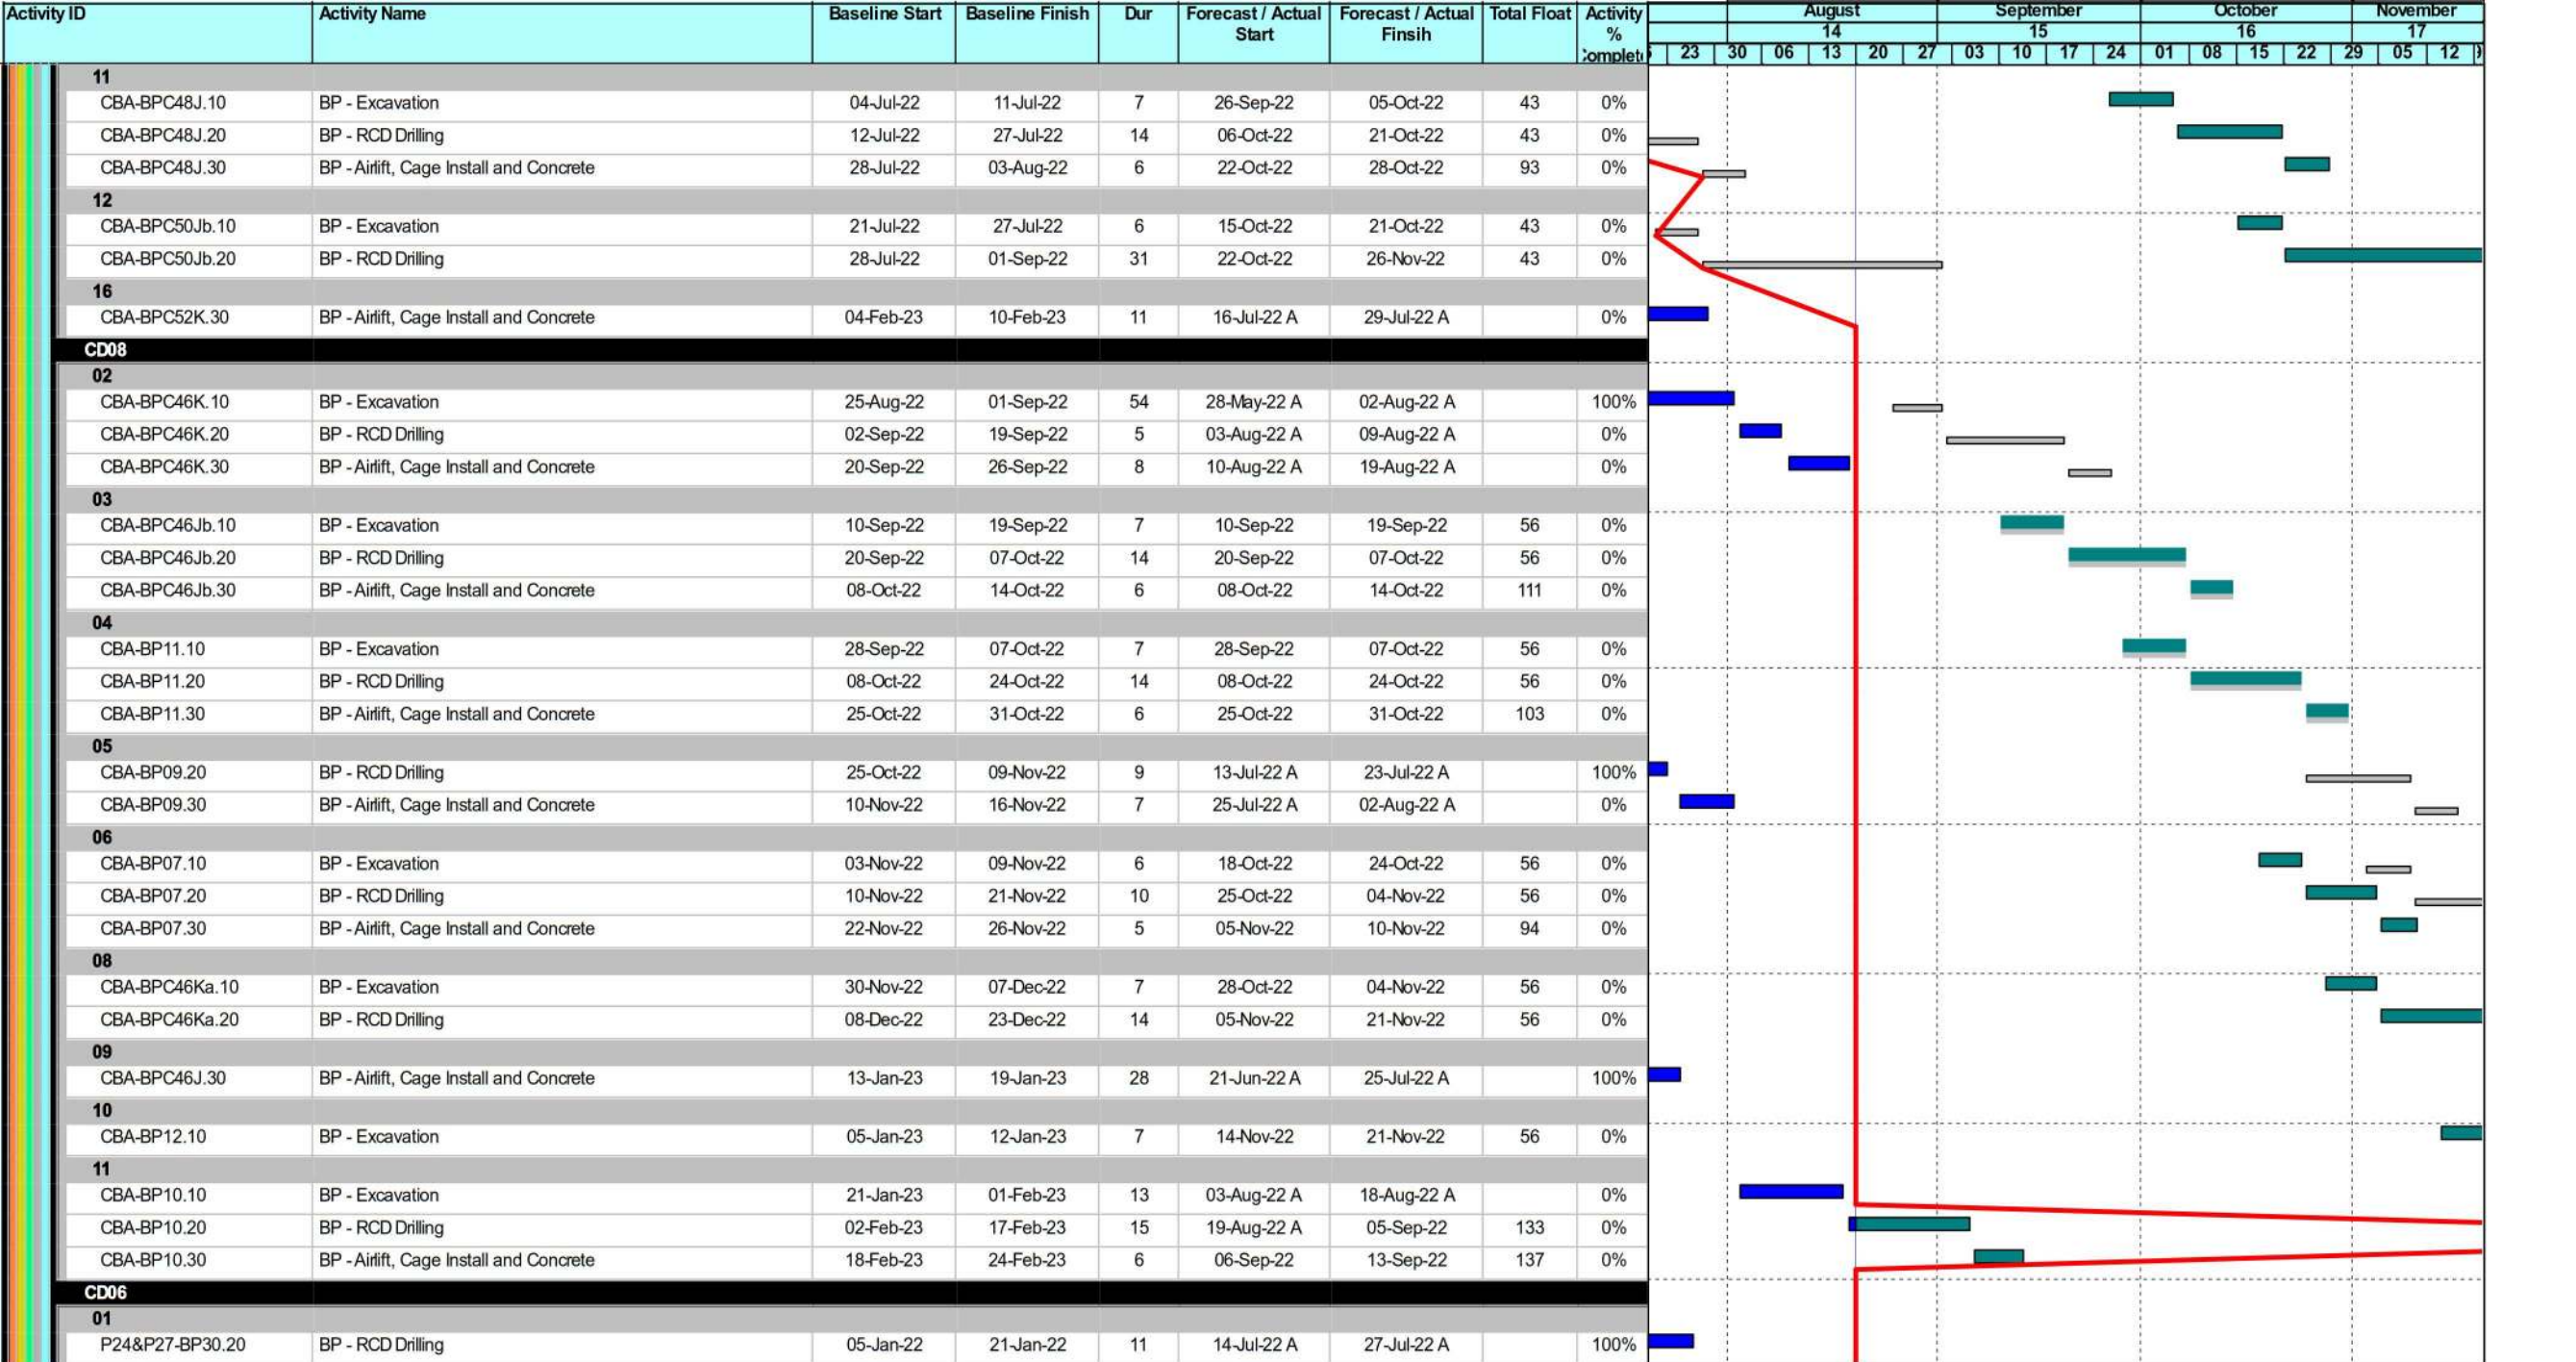 Activity ID Activity Name Baseline Start Baseline Finish Dur Forecast / Actual Start Forecast / Actual Finsih Total Float Activity % Complete August September October November
14 15 16 17
23 30 06 13 20 27 03 10 17 24 01 08 15 22 29 05 12
11
CBA-BPC48J.10 BP - Excavation 04-Jul-22 11-Jul-22 7 26-Sep-22 05-Oct-22 43 0%
CBA-BPC48J.20 BP - RCD Drilling 12-Jul-22 27-Jul-22 14 06-Oct-22 21-Oct-22 43 0%
CBA-BPC48J.30 BP - Airlift, Cage Install and Concrete 28-Jul-22 03-Aug-22 6 22-Oct-22 28-Oct-22 93 0%
12
CBA-BPC50Jb.10 BP - Excavation 21-Jul-22 27-Jul-22 6 15-Oct-22 21-Oct-22 43 0%
CBA-BPC50Jb.20 BP - RCD Drilling 28-Jul-22 01-Sep-22 31 22-Oct-22 26-Nov-22 43 0%
16
CBA-BPC52K.30 BP - Airlift, Cage Install and Concrete 04-Feb-23 10-Feb-23 11 16-Jul-22 A 29-Jul-22 A 0%
CD08
02
CBA-BPC46K.10 BP - Excavation 25-Aug-22 01-Sep-22 54 28-May-22 A 02-Aug-22 A 100%
CBA-BPC46K.20 BP - RCD Drilling 02-Sep-22 19-Sep-22 5 03-Aug-22 A 09-Aug-22 A 0%
CBA-BPC46K.30 BP - Airlift, Cage Install and Concrete 20-Sep-22 26-Sep-22 8 10-Aug-22 A 19-Aug-22 A 0%
03
CBA-BPC46Jb.10 BP - Excavation 10-Sep-22 19-Sep-22 7 10-Sep-22 19-Sep-22 56 0%
CBA-BPC46Jb.20 BP - RCD Drilling 20-Sep-22 07-Oct-22 14 20-Sep-22 07-Oct-22 56 0%
CBA-BPC46Jb.30 BP - Airlift, Cage Install and Concrete 08-Oct-22 14-Oct-22 6 08-Oct-22 14-Oct-22 111 0%
04
CBA-BP11.10 BP - Excavation 28-Sep-22 07-Oct-22 7 28-Sep-22 07-Oct-22 56 0%
CBA-BP11.20 BP - RCD Drilling 08-Oct-22 24-Oct-22 14 08-Oct-22 24-Oct-22 56 0%
CBA-BP11.30 BP - Airlift, Cage Install and Concrete 25-Oct-22 31-Oct-22 6 25-Oct-22 31-Oct-22 103 0%
05
CBA-BP09.20 BP - RCD Drilling 25-Oct-22 09-Nov-22 9 13-Jul-22 A 23-Jul-22 A 100%
CBA-BP09.30 BP - Airlift, Cage Install and Concrete 10-Nov-22 16-Nov-22 7 25-Jul-22 A 02-Aug-22 A 0%
06
CBA-BP07.10 BP - Excavation 03-Nov-22 09-Nov-22 6 18-Oct-22 24-Oct-22 56 0%
CBA-BP07.20 BP - RCD Drilling 10-Nov-22 21-Nov-22 10 25-Oct-22 04-Nov-22 56 0%
CBA-BP07.30 BP - Airlift, Cage Install and Concrete 22-Nov-22 26-Nov-22 5 05-Nov-22 10-Nov-22 94 0%
08
CBA-BPC46Ka.10 BP - Excavation 30-Nov-22 07-Dec-22 7 28-Oct-22 04-Nov-22 56 0%
CBA-BPC46Ka.20 BP - RCD Drilling 08-Dec-22 23-Dec-22 14 05-Nov-22 21-Nov-22 56 0%
09
CBA-BPC46J.30 BP - Airlift, Cage Install and Concrete 13-Jan-23 19-Jan-23 28 21-Jun-22 A 25-Jul-22 A 100%
10
CBA-BP12.10 BP - Excavation 05-Jan-23 12-Jan-23 7 14-Nov-22 21-Nov-22 56 0%
11
CBA-BP10.10 BP - Excavation 21-Jan-23 01-Feb-23 13 03-Aug-22 A 18-Aug-22 A 0%
CBA-BP10.20 BP - RCD Drilling 02-Feb-23 17-Feb-23 15 19-Aug-22 A 05-Sep-22 133 0%
CBA-BP10.30 BP - Airlift, Cage Install and Concrete 18-Feb-23 24-Feb-23 6 06-Sep-22 13-Sep-22 137 0%
CD06
01
P24&P27-BP30.20 BP - RCD Drilling 05-Jan-22 21-Jan-22 11 14-Jul-22 A 27-Jul-22 A 100%